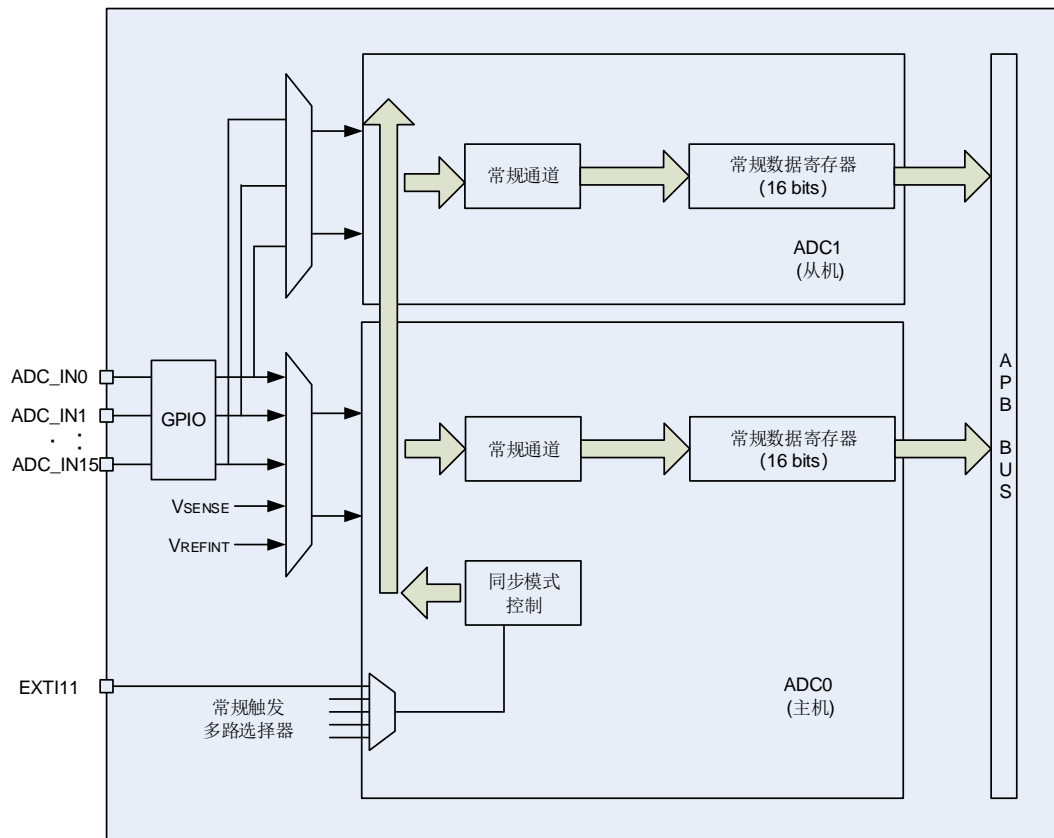 常规通道
常规数据寄存器
(16 bits)
ADC1
(从机)
ADC_IN0
ADC_IN1
ADC_IN15
GPIO
VSENSE
VREFINT
常规通道
常规数据寄存器
(16 bits)
同步模式
控制
EXTI11
常规触发
多路选择器
ADC0
(主机)
APB BUS